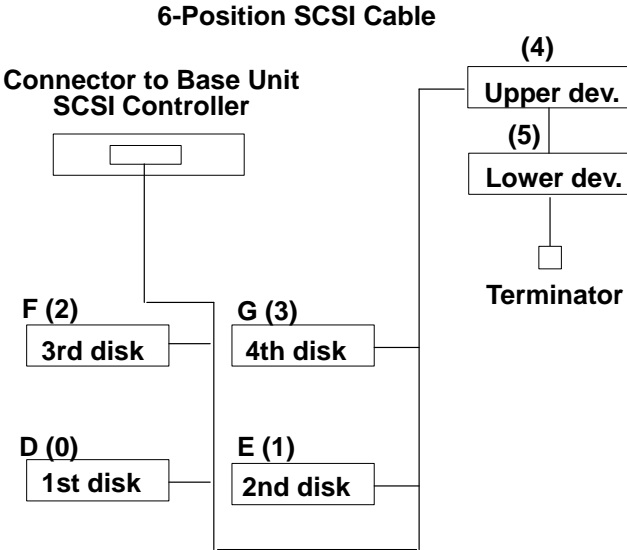 6-Position SCSI Cable
Connector to Base Unit
SCSI Controller
(4)
Upper dev.
(5)
Lower dev.
Terminator
F (2)
3rd disk
G (3)
4th disk
D (0)
1st disk
E (1)
2nd disk